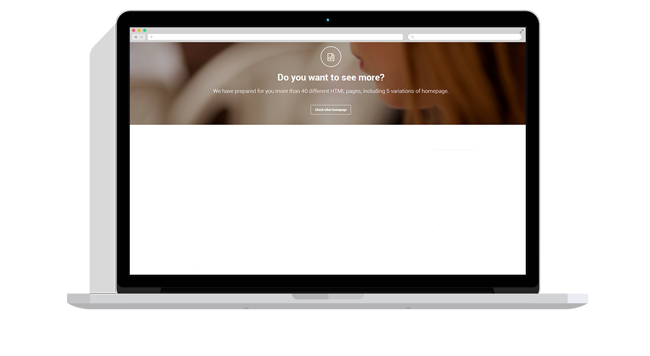 Do you want to see more?
We have prepared for you more than 40 different HTML pages, including 5 variations of homepage.
Check other homepage